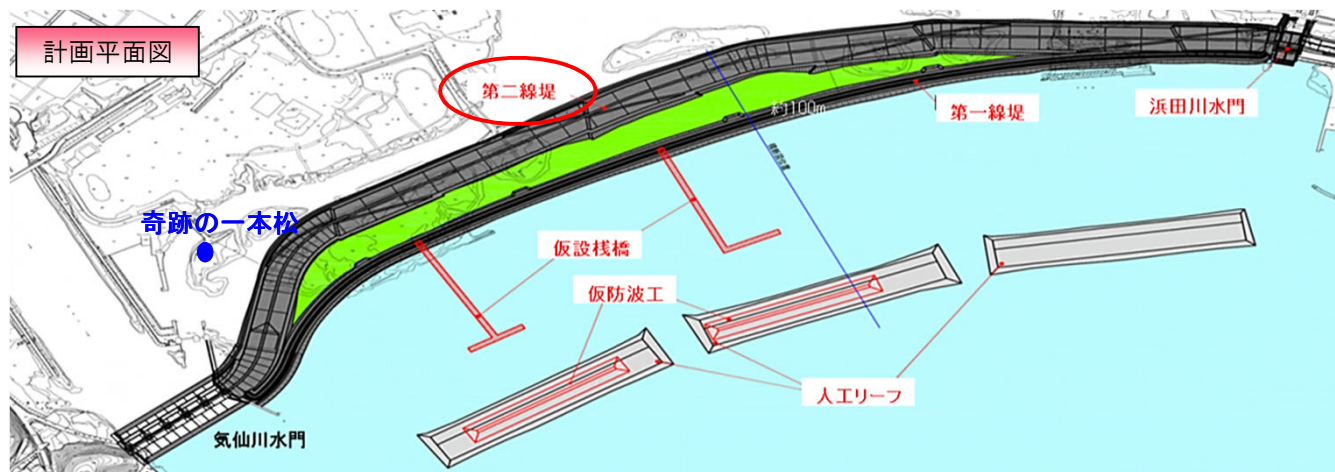 計画平面図
第二線堤
約1100m
第一線堤
浜田川水門
奇跡の一本松
仮設桟橋
仮防波工
人工リーフ
気仙川水門